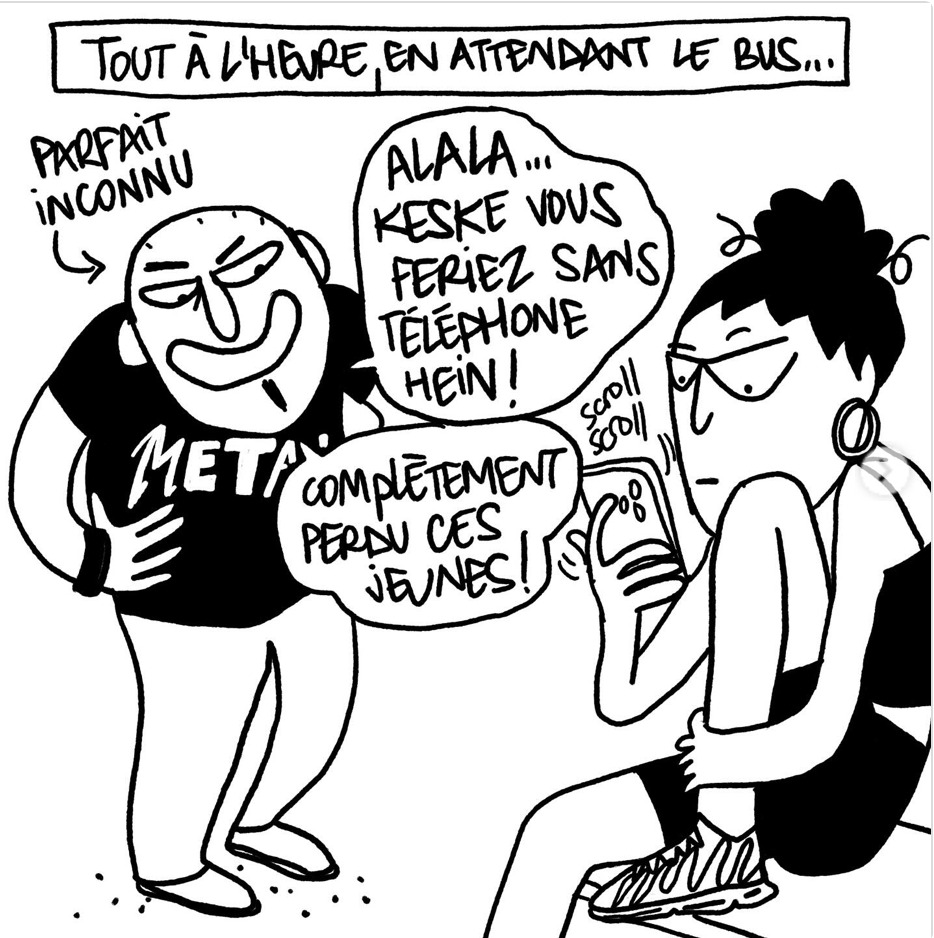 TOUT À L'HEURE, EN ATTENDANT LE BUS...
PARFAIT
INCONNU
ALALA...
KESKE VOUS
FERIEZ SANS
TÉLÉPHONE
HEIN !
scroll
scroll
META
COMPLÈTEMENT
PERDU CES
JEUNES !